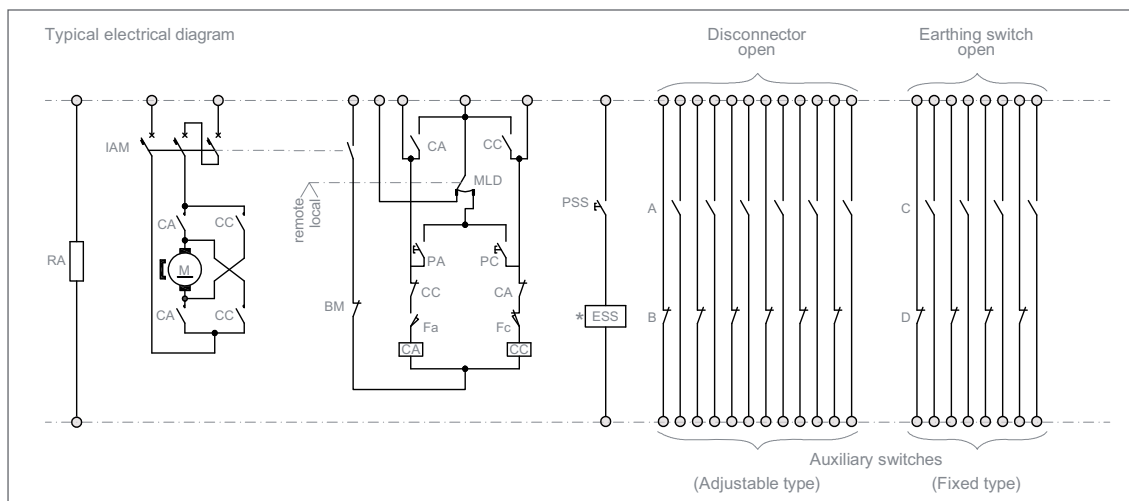 Typical electrical diagram
Disconnector
open
Earthing switch
open
IAM
CA
CC
MLD
remote
local
PSS
A
C
CA
CC
RA
M
PA
PC
CC
CA
BM
* ESS
B
D
CA
CC
Fa
Fc
CA
CC
Auxiliary switches
(Adjustable type)
(Fixed type)